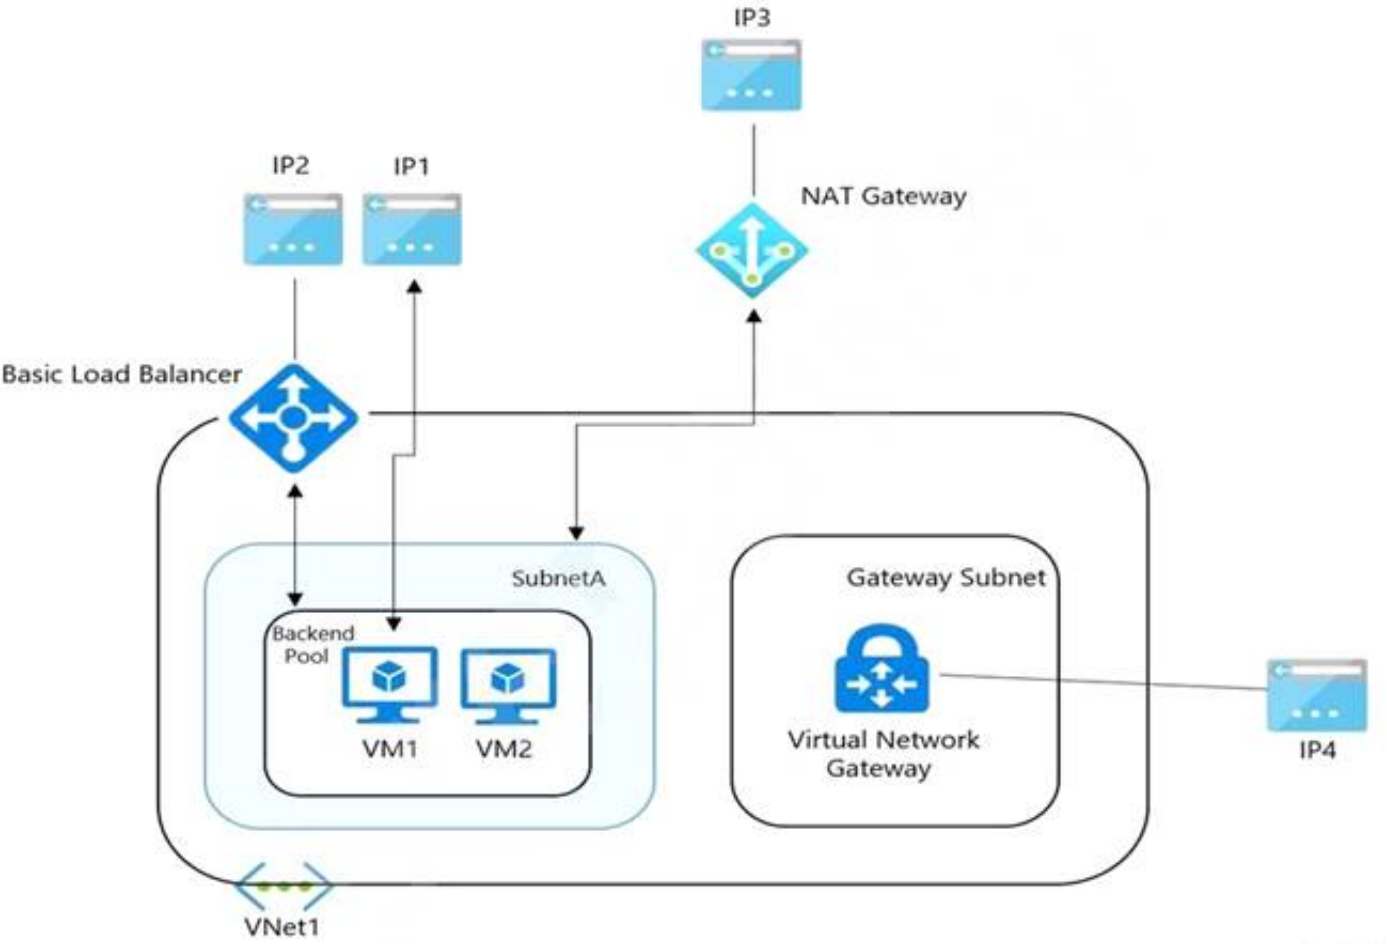 IP3
IP2
IP1
NAT Gateway
Basic Load Balancer
SubnetA
Gateway Subnet
Backend
Pool
VM1
VM2
Virtual Network
Gateway
IP4
VNet1